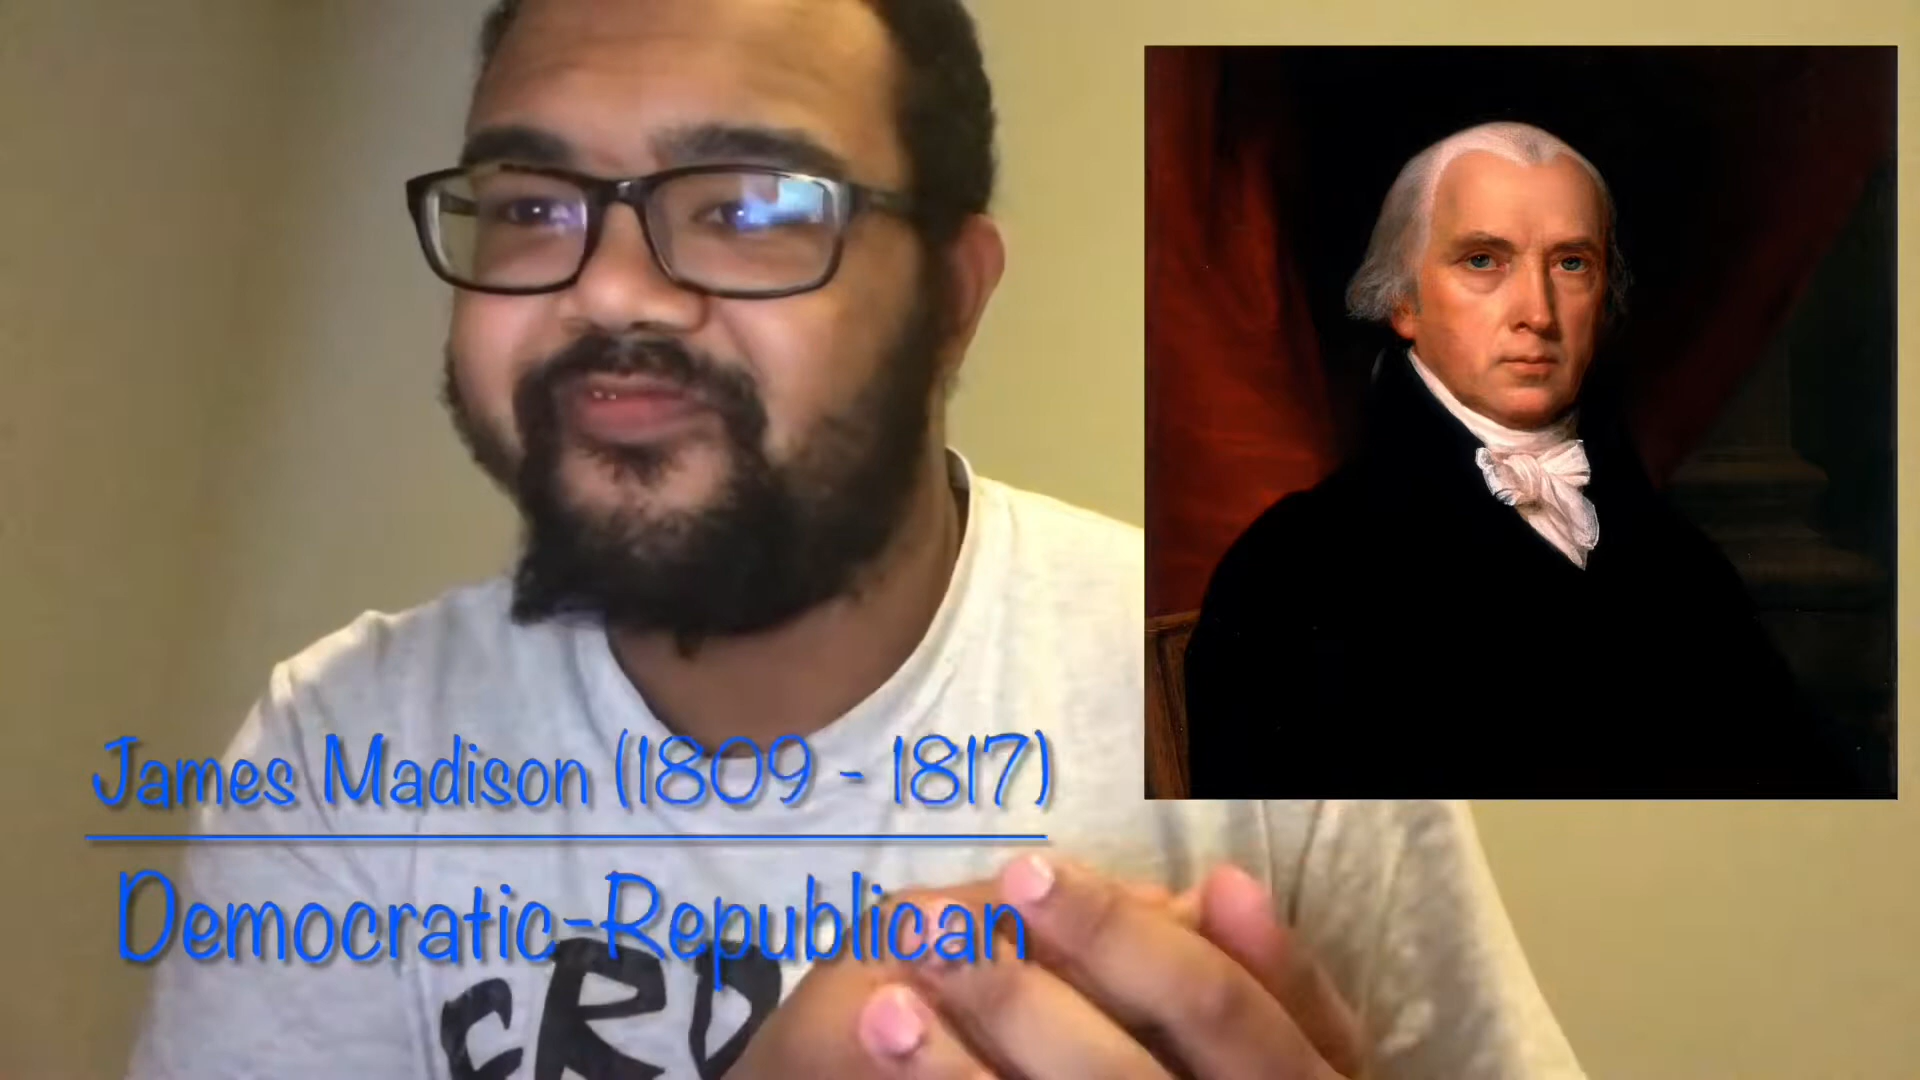 James Madison (1809 - 1817)
Democratic-Republican